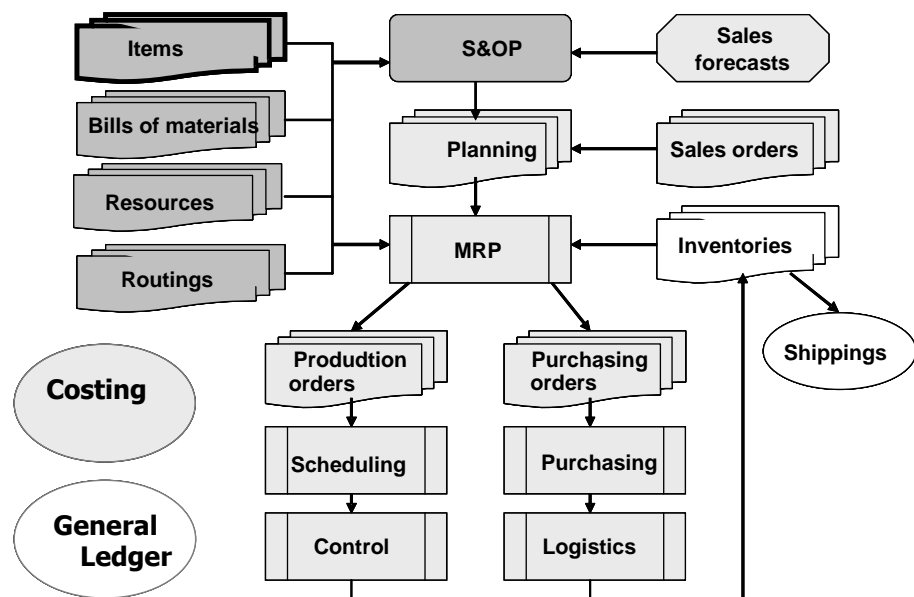 Items
S&OP
Sales
forecasts
Bills of materials
Planning
Sales orders
Resources
Routings
MRP
Inventories
Shippings
Produdtion
orders
Purchasing
orders
Costing
Scheduling
Purchasing
General
Ledger
Control
Logistics